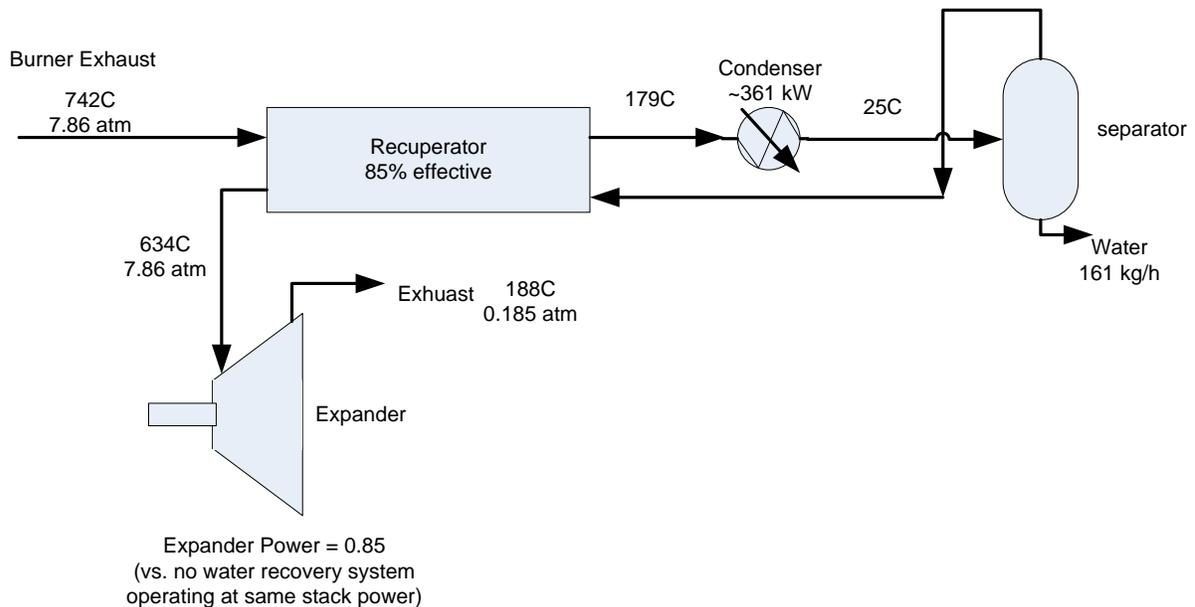 Burner Exhaust
742C
7.86 atm
Recuperator
85% effective
179C
Condenser
~361 kW
25C
separator
Water
161 kg/h
634C
7.86 atm
Exhuast
188C
0.185 atm
Expander
Expander Power = 0.85
(vs. no water recovery system
operating at same stack power)